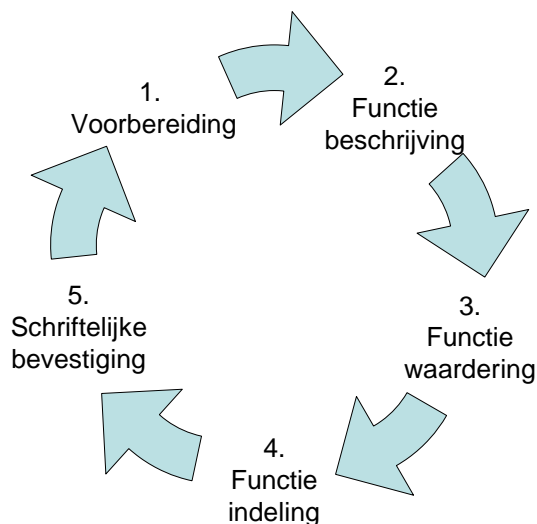 1.
Voorbereiding
2.
Functie
beschrijving
3.
Functie
waardering
4.
Functie
indeling
5.
Schriftelijke
bevestiging